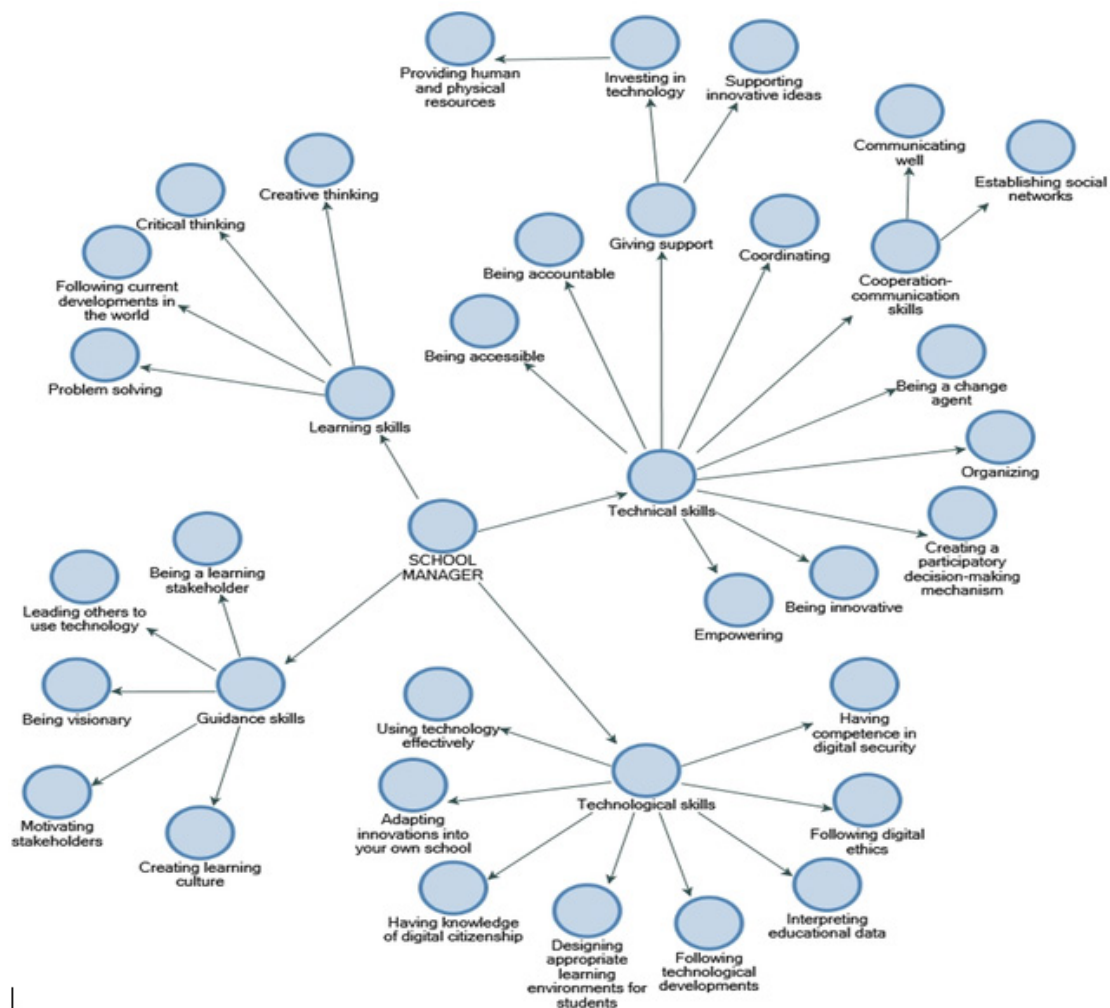 Providing human
and physical
resources
Investing in
technology
Supporting
innovative ideas
Communicating
well
Establishing social
networks
Creative thinking
Critical thinking
Following current
developments in
the world
Problem solving
Learning skills
Being accountable
Being accessible
Giving support
Coordinating
Cooperation-
communication
skills
Being a change
agent
Organizing
Technical skills
Creating a
participatory
decision-making
mechanism
Being innovative
Empowering
SCHOOL
MANAGER
Being a learning
stakeholder
Leading others to
use technology
Being visionary
Guidance skills
Motivating
stakeholders
Creating learning
culture
Using technology
effectively
Adapting
innovations into
your own school
Technological skills
Having
competence in
digital security
Following digital
ethics
Interpreting
educational data
Having knowledge
of digital citizenship
Designing
appropriate
learning
environments for
students
Following
technological
developments